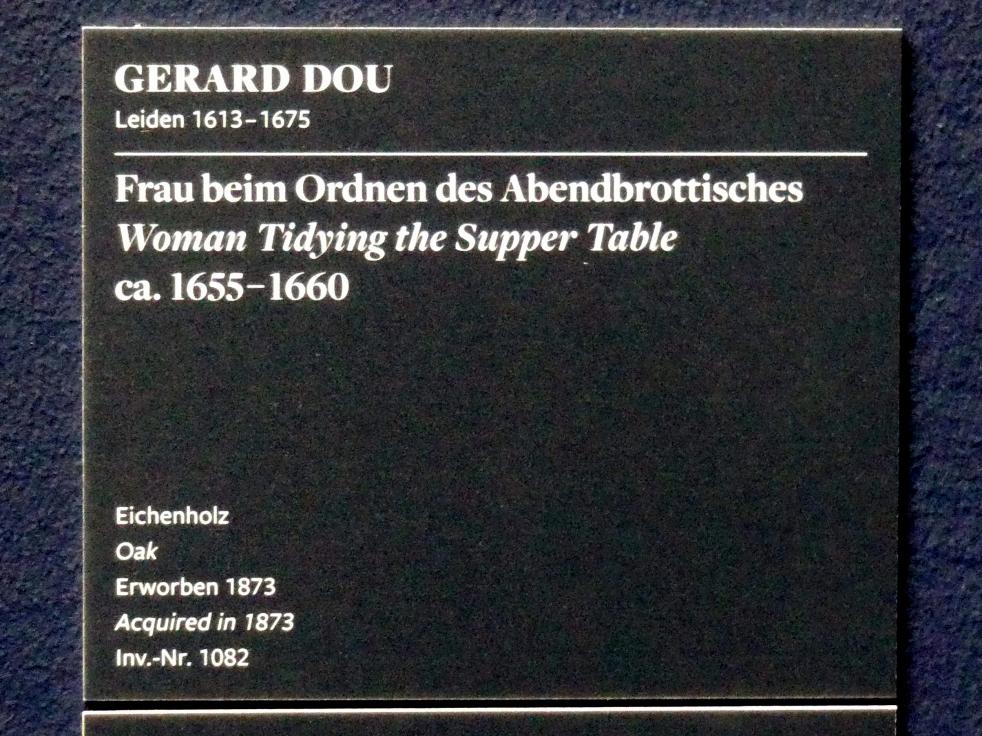 GERARD DOU
Leiden 1613–1675
Frau beim Ordnen des Abendbrottisches
Woman Tidying the Supper Table
ca. 1655–1660
Eichenholz
Oak
Erworben 1873
Acquired in 1873
Inv.-Nr. 1082